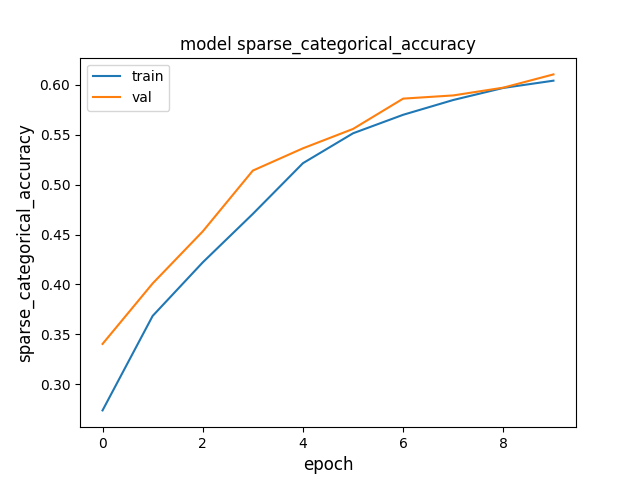 model sparse_categorical_accuracy
train
val
0.60
0.55
0.50
0.45
0.40
0.35
0.30
sparse_categorical_accuracy
0 2 4 6 8
epoch